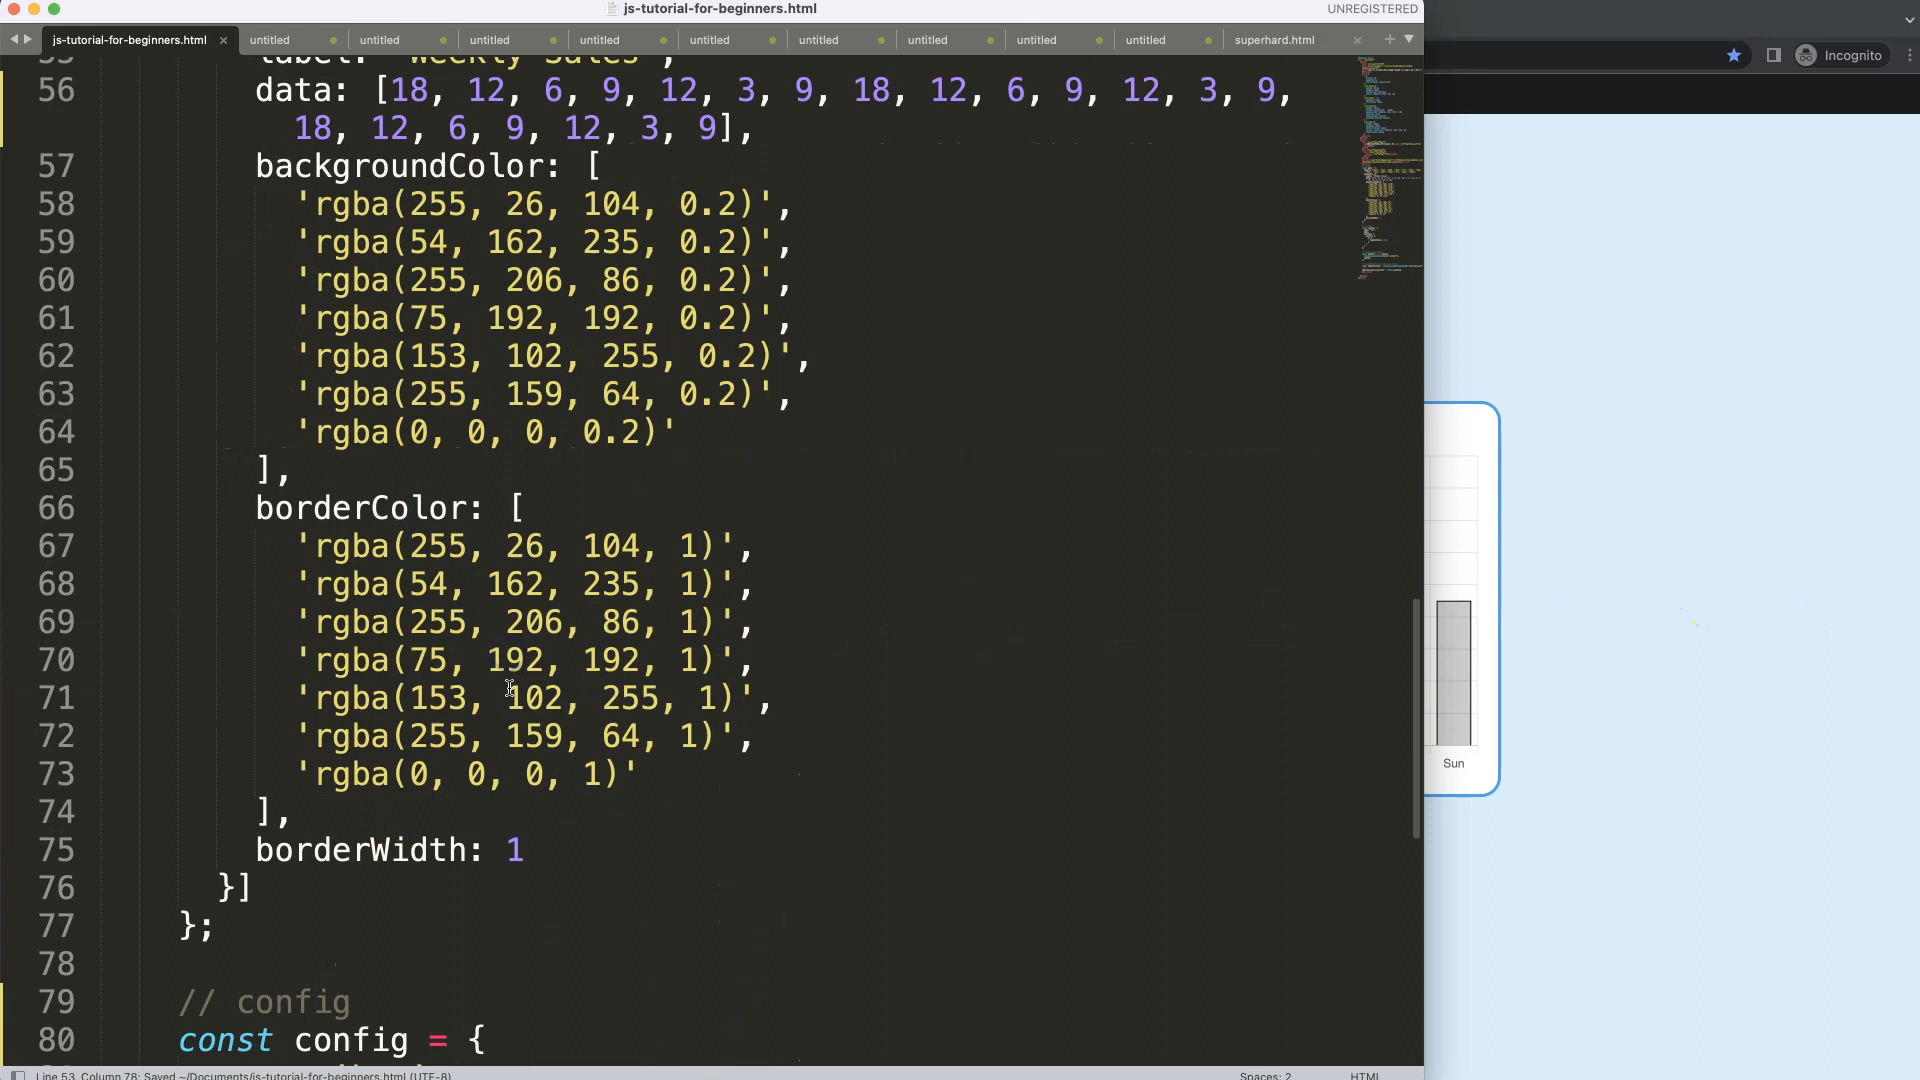 js-tutorial-for-beginners.html
UNREGISTERED
js-tutorial-for-beginners.html
untitled
untitled
untitled
untitled
untitled
untitled
untitled
untitled
untitled
superhard.html
Incognito
55 label: 'Weekly Sales',
56 data: [18, 12, 6, 9, 12, 3, 9, 18, 12, 6, 9, 12, 3, 9,
18, 12, 6, 9, 12, 3, 9],
57 backgroundColor: [
58 'rgba(255, 26, 104, 0.2)',
59 'rgba(54, 162, 235, 0.2)',
60 'rgba(255, 206, 86, 0.2)',
61 'rgba(75, 192, 192, 0.2)',
62 'rgba(153, 102, 255, 0.2)',
63 'rgba(255, 159, 64, 0.2)',
64 'rgba(0, 0, 0, 0.2)'
65 ],
66 borderColor: [
67 'rgba(255, 26, 104, 1)',
68 'rgba(54, 162, 235, 1)',
69 'rgba(255, 206, 86, 1)',
70 'rgba(75, 192, 192, 1)',
71 'rgba(153, 102, 255, 1)',
72 'rgba(255, 159, 64, 1)',
73 'rgba(0, 0, 0, 1)'
74 ],
75 borderWidth: 1
76 }]
77 };
78
79 // config
80 const config = {
Sun
Line 53, Column 78; Saved ~/Documents/js-tutorial-for-beginners.html (UTF-8)
Spaces: 2
HTML